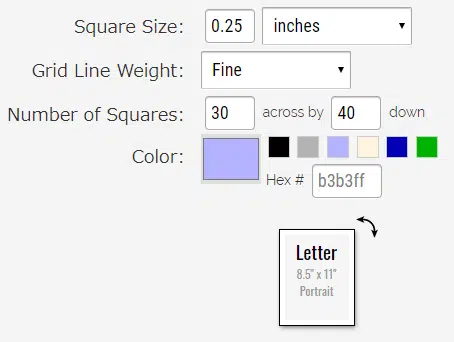 Square Size: 0.25 inches
Grid Line Weight: Fine
Number of Squares: 30 across by 40 down
Color:
Hex # b3b3ff
Letter
8.5" x 11"
Portrait